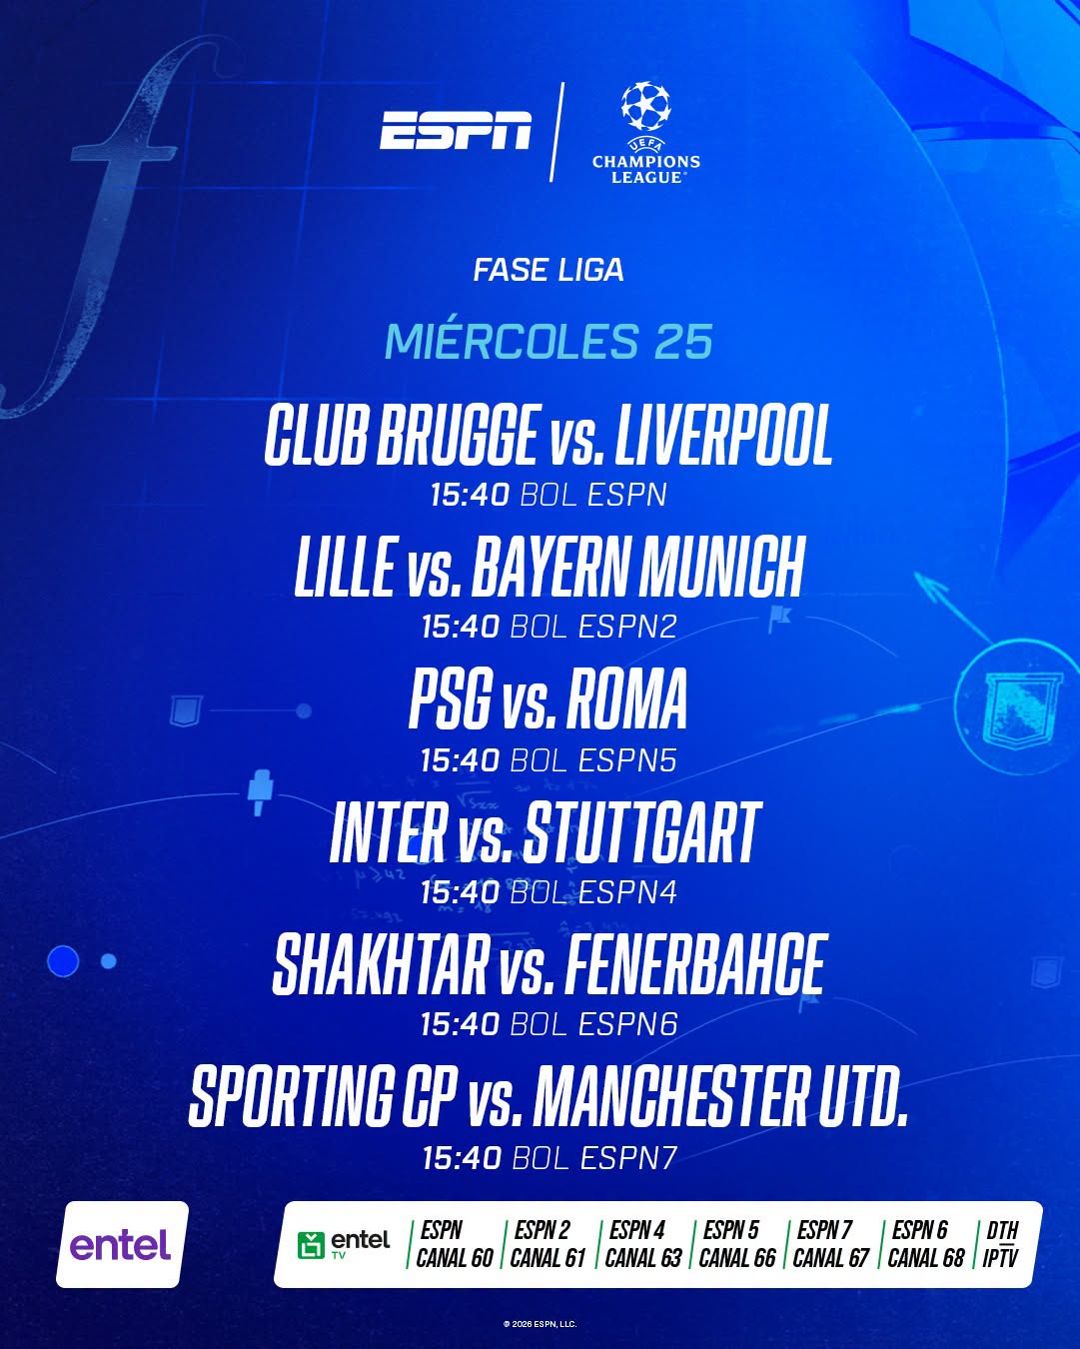 ESPN
UEFA
CHAMPIONS
LEAGUE®
FASE LIGA
MIÉRCOLES 25
CLUB BRUGGE vs. LIVERPOOL
15:40 BOL ESPN
LILLE vs. BAYERN MUNICH
15:40 BOL ESPN2
PSG vs. ROMA
15:40 BOL ESPN5
INTER vs. STUTTGART
15:40 BOL ESPN4
SHAKHTAR vs. FENERBAHCE
15:40 BOL ESPN6
SPORTING CP vs. MANCHESTER UTD.
15:40 BOL ESPN7
entel
entel
TV
ESPN
CANAL 60
ESPN 2
CANAL 61
ESPN 4
CANAL 63
ESPN 5
CANAL 66
ESPN 7
CANAL 67
ESPN 6
CANAL 68
DTH
IPTV
© 2026 ESPN, LLC.
f